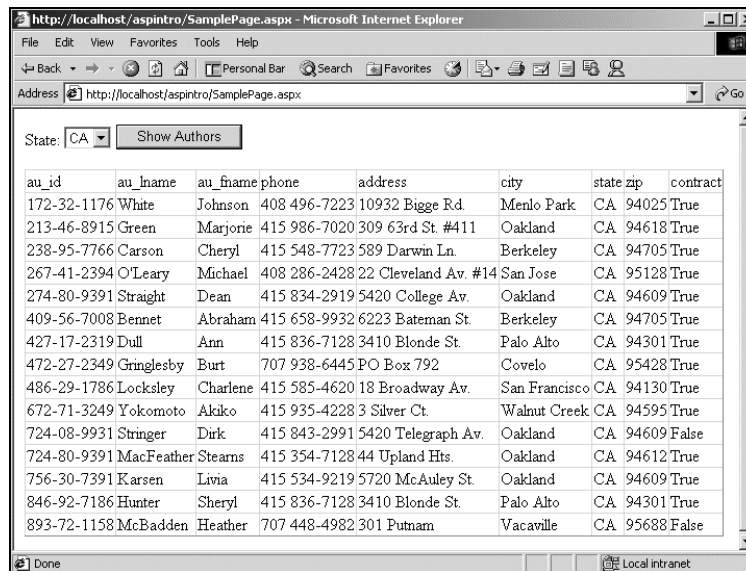 http://localhost/aspintro/SamplePage.aspx - Microsoft Internet Explorer
File Edit View Favorites Tools Help
Back Personal Bar Search Favorites
Address http://localhost/aspintro/SamplePage.aspx Go
State: CA Show Authors
au_id au_lname au_fname phone address city state zip contract
172-32-1176 White Johnson 408 496-7223 10932 Bigge Rd. Menlo Park CA 94025 True
213-46-8915 Green Marjorie 415 986-7020 309 63rd St. #411 Oakland CA 94618 True
238-95-7766 Carson Cheryl 415 548-7723 589 Darwin Ln. Berkeley CA 94705 True
267-41-2394 O'Leary Michael 408 286-2428 22 Cleveland Av. #14 San Jose CA 95128 True
274-80-9391 Straight Dean 415 834-2919 5420 College Av. Oakland CA 94609 True
409-56-7008 Bennet Abraham 415 658-9932 6223 Bateman St. Berkeley CA 94705 True
427-17-2319 Dull Ann 415 836-7128 3410 Blonde St. Palo Alto CA 94301 True
472-27-2349 Gringlesby Burt 707 938-6445 PO Box 792 Covelo CA 95428 True
486-29-1786 Locksley Charlene 415 585-4620 18 Broadway Av. San Francisco CA 94130 True
672-71-3249 Yokomoto Akiko 415 935-4228 3 Silver Ct. Walnut Creek CA 94595 True
724-08-9931 Stringer Dirk 415 843-2991 5420 Telegraph Av. Oakland CA 94609 False
724-80-9391 MacFeather Stearns 415 354-7128 44 Upland Hts. Oakland CA 94612 True
756-30-7391 Karsen Livia 415 534-9219 5720 McAuley St. Oakland CA 94609 True
846-92-7186 Hunter Sheryl 415 836-7128 3410 Blonde St. Palo Alto CA 94301 True
893-72-1158 McBadden Heather 707 448-4982 301 Putnam Vacaville CA 95688 False
Done Local intranet